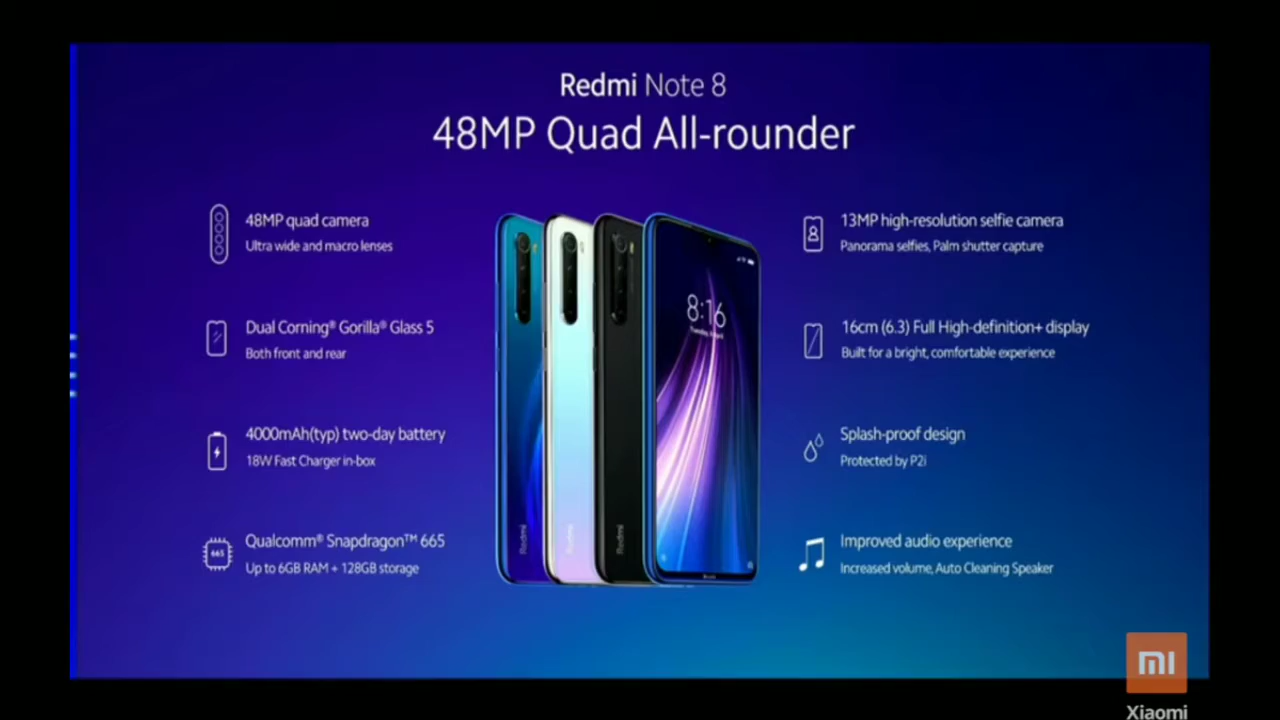 Redmi Note 8
48MP Quad All-rounder
48MP quad camera
Ultra wide and macro lenses
Dual Corning® Gorilla® Glass 5
Both front and rear
4000mAh(typ) two-day battery
18W Fast Charger in-box
665
Qualcomm® Snapdragon™ 665
Up to 6GB RAM + 128GB storage
Redmi
Redmi
Redmi
8:16
13MP high-resolution selfie camera
Panorama selfies, Palm shutter capture
16cm (6.3) Full High-definition+ display
Built for a bright, comfortable experience
Splash-proof design
Protected by P2i
Improved audio experience
Increased volume, Auto Cleaning Speaker
mi
Xiaomi